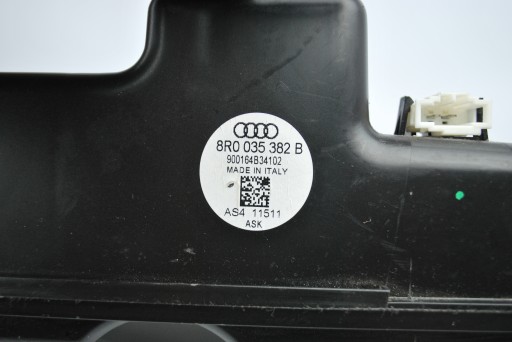 8R0 035 382 B
900164B34102
MADE IN ITALY
AS4 11511
ASK